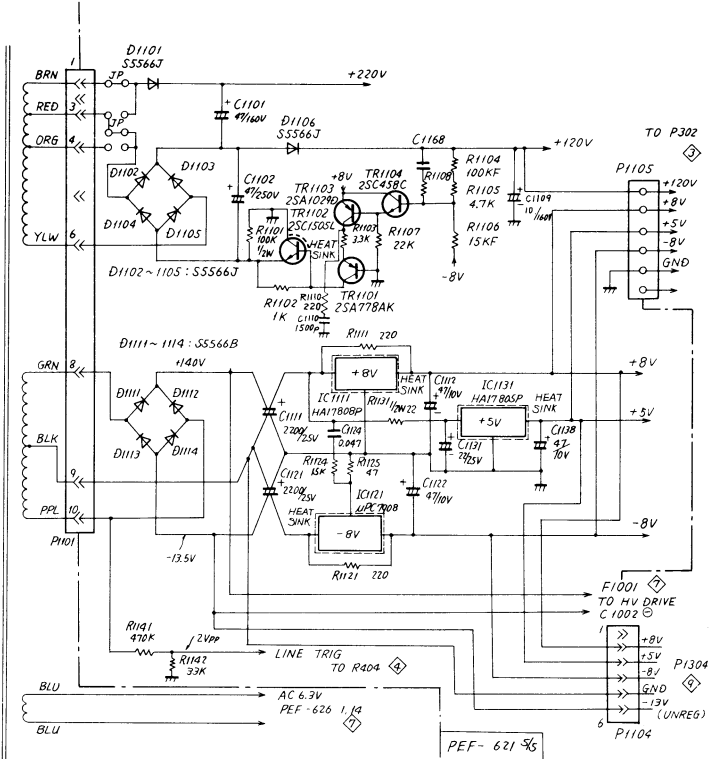 D1101
S5566J
1
BRN
JP
+220V
RED
3
JP
ORG
4
C1101
47/160V
D1106
S5566J
C1168
+120V
TO P302
3
P1105
D1102
D1103
C1102
47/250V
+8V
TR1103
2SA1029D
TR1104
2SC458C
R1108
R1104
100KF
R1105
4.7K
C1109
10/160V
+120V
+8V
+5V
-8V
GND
TR1102
2SC1505L
D1104
D1105
R1101
100K
1/2W
HEAT
SINK
R1103
3.3K
R1107
22K
R1106
15KF
YLW
6
-8V
D1102~1105 : S5566J
R1102
1K
R1110
220
C1110
1500P
TR1101
2SA778AK
D1111~1114 : S5566B
R1111 220
GRN
8
+14.0V
+8V
HEAT
SINK
+8V
D1111
D1112
IC1111
HA17808P
R1131 1/2W 22
C1112
47/10V
IC1131
HA17805P
HEAT
SINK
+5V
+5V
C1111
2200/25V
C1124
0.047
BLK
D1113
D1114
C1131
22/25V
C1138
47/10V
9
C1121
2200/25V
R1124
15K
R1125
47
C1122
47/10V
PPL
10
HEAT
SINK
IC1121
µPC7908
-8V
-8V
P1101
-13.5V
R1121 220
F1001
7
TO HV DRIVE
C1002 ⊖
R1141
470K
2VPP
R1142
33K
LINE TRIG
TO R404
4
1
+8V
+5V
-8V
GND
-13V
(UNREG)
6
P1104
P1304
9
BLU
AC 6.3V
PEF-626 1,14
7
BLU
PEF-621 5/5